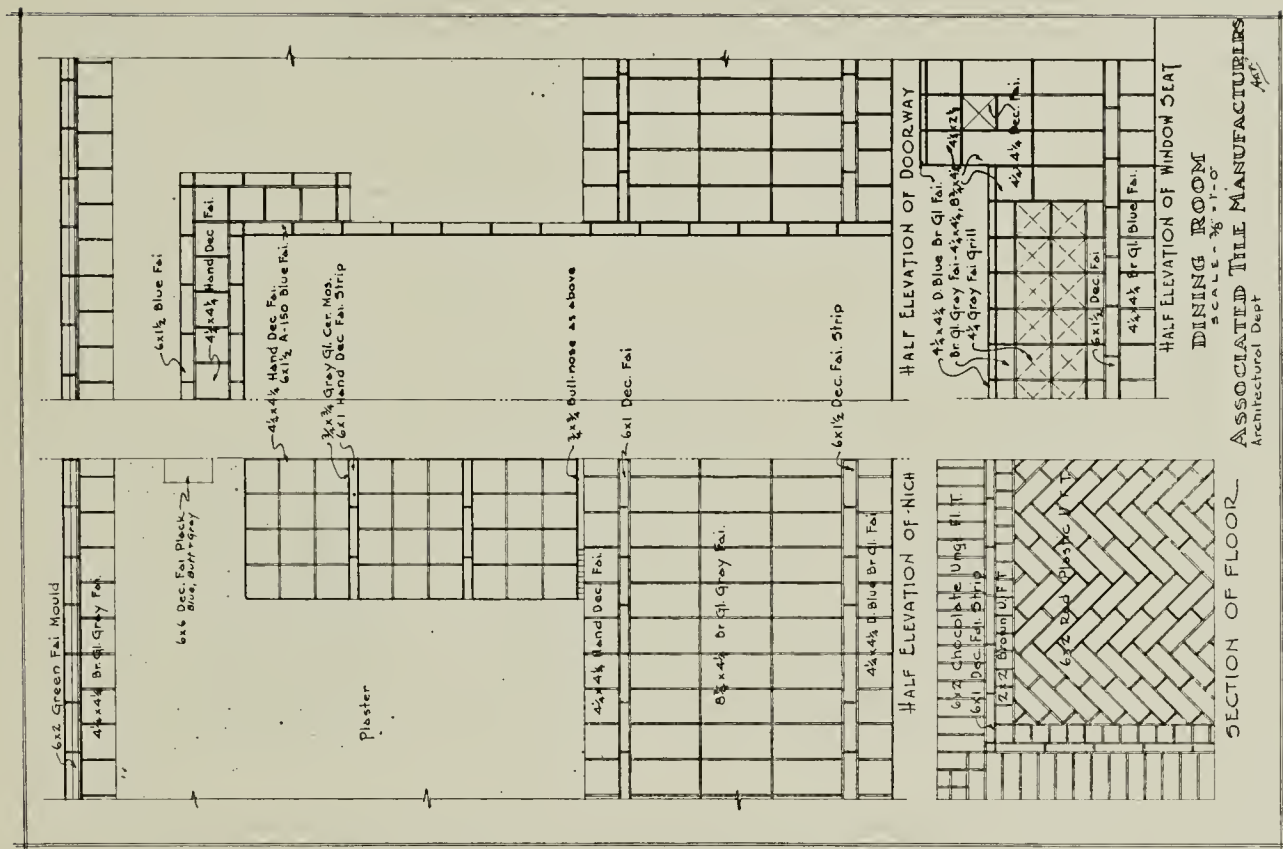 6x2 Green Fai Mould
4¼x4¼ Br. Gl. Gray Fai.
6x6 Dec. Fai Plack
Blue, Buff & Gray
Plaster
4¼x4¼ Hand Dec Fai.
6x1½ A-150 Blue Fai.
¾x¾ Gray Gl. Cer. Mos.
6x1 Hand Dec Fai. Strip
¾x¾ Bull-nose as above
4¼x4¼ Hand Dec. Fai.
6x1 Dec. Fai
8½x4¼ Br Gl. Gray Fai.
6x1½ Dec. Fai. Strip
4¼x4¼ D. Blue Br. Gl. Fai.
HALF ELEVATION OF-NICH
6x1½ Blue Fai
4¼x4¼ Hand Dec Fai.
HALF ELEVATION OF DOORWAY
6x2 Chocolate Ungl Fl. T.
6x1 Dec. Fai. Strip
2x2 Brown U. F. T
6x2 Red Plastic U. F. T
SECTION OF FLOOR
4¼x4¼ D. Blue Br Gl Fai.
Br. Gl. Gray Fai-4¼x4¼, 8½x4¼
4¼ Gray Fai Grill
4¼x2⅛
4¼x4¼ Dec. Fai.
6x1½ Dec Fai
4¼x4¼ Br Gl. Blue Fai.
HALF ELEVATION OF WINDOW SEAT
DINING ROOM
SCALE - ⅜" = 1'-0"
ASSOCIATED TILE MANUFACTURERS
Architectural Dept